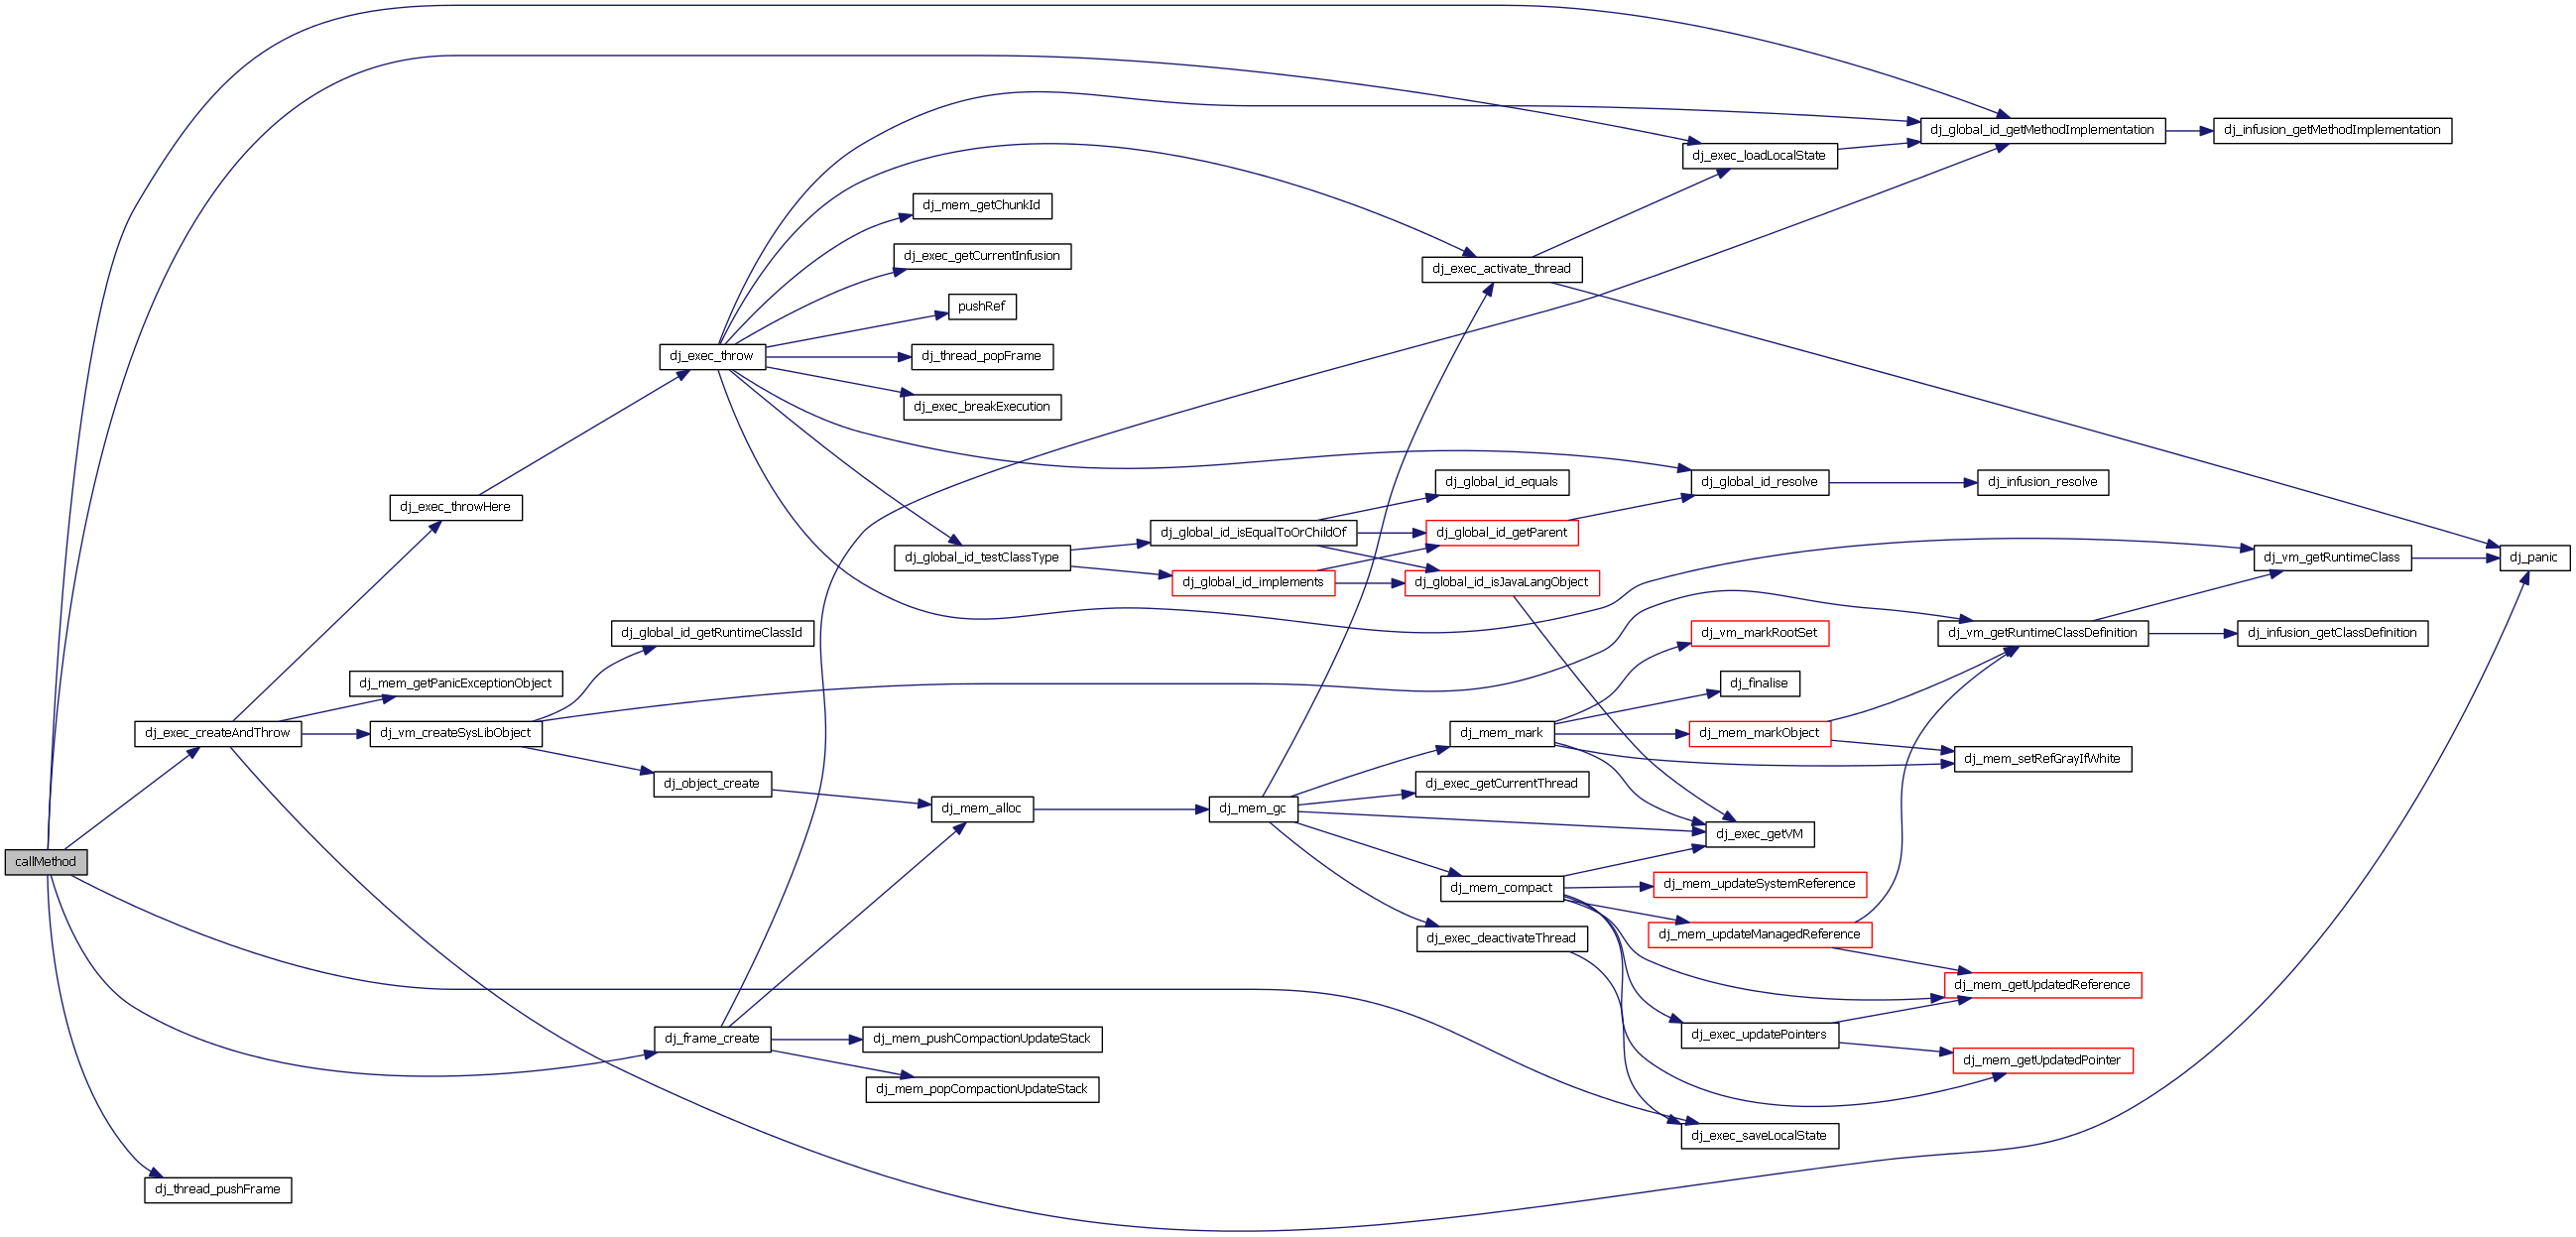 dj_global_id_getMethodImplementation
dj_infusion_getMethodImplementation
dj_exec_loadLocalState
dj_mem_getChunkId
dj_exec_getCurrentInfusion
dj_exec_activate_thread
pushRef
dj_exec_throw
dj_thread_popFrame
dj_exec_breakExecution
dj_global_id_equals
dj_global_id_resolve
dj_infusion_resolve
dj_exec_throwHere
dj_global_id_isEqualToOrChildOf
dj_global_id_getParent
dj_global_id_testClassType
dj_vm_getRuntimeClass
dj_panic
dj_global_id_implements
dj_global_id_isJavaLangObject
dj_global_id_getRuntimeClassId
dj_vm_markRootSet
dj_vm_getRuntimeClassDefinition
dj_infusion_getClassDefinition
dj_mem_getPanicExceptionObject
dj_finalise
dj_exec_createAndThrow
dj_vm_createSysLibObject
dj_mem_mark
dj_mem_markObject
dj_mem_setRefGrayIfWhite
dj_object_create
dj_exec_getCurrentThread
dj_mem_alloc
dj_mem_gc
dj_exec_getVM
callMethod
dj_mem_compact
dj_mem_updateSystemReference
dj_exec_deactivateThread
dj_mem_updateManagedReference
dj_mem_getUpdatedReference
dj_frame_create
dj_mem_pushCompactionUpdateStack
dj_exec_updatePointers
dj_mem_getUpdatedPointer
dj_mem_popCompactionUpdateStack
dj_exec_saveLocalState
dj_thread_pushFrame